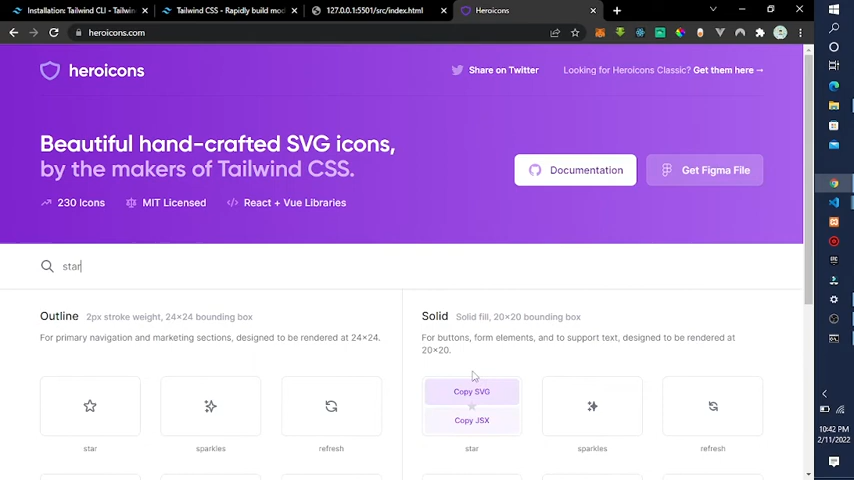 Installation: Tailwind CLI - Tailwin
Tailwind CSS - Rapidly build mod
127.0.0.1:5501/src/index.html
Heroicons
heroicons.com
heroicons
Share on Twitter
Looking for Heroicons Classic? Get them here →
Beautiful hand-crafted SVG icons,
by the makers of Tailwind CSS.
Documentation
Get Figma File
230 Icons
MIT Licensed
React + Vue Libraries
star
Outline 2px stroke weight, 24×24 bounding box
For primary navigation and marketing sections, designed to be rendered at 24×24.
Solid Solid fill, 20×20 bounding box
For buttons, form elements, and to support text, designed to be rendered at
20×20.
Copy SVG
Copy JSX
star
sparkles
refresh
star
sparkles
refresh
10:42 PM
2/11/2022